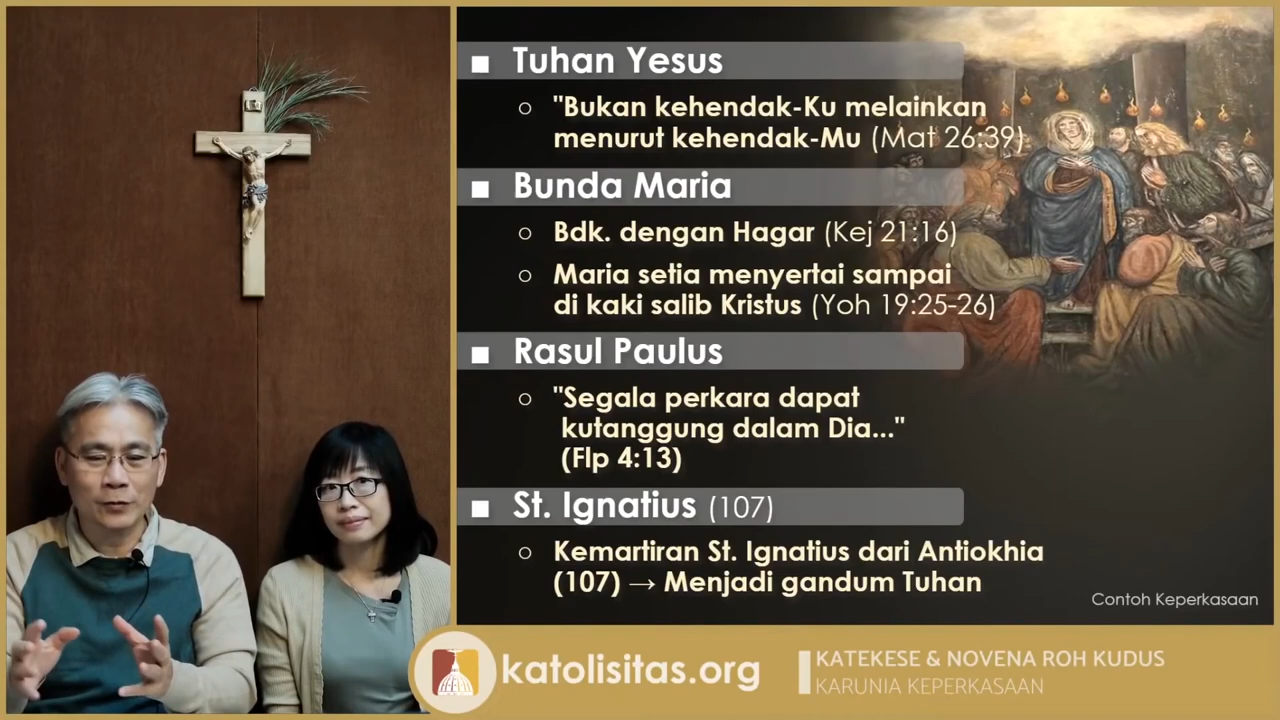 Tuhan Yesus
"Bukan kehendak-Ku melainkan
menurut kehendak-Mu (Mat 26:39)
Bunda Maria
Bdk. dengan Hagar (Kej 21:16)
Maria setia menyertai sampai
di kaki salib Kristus (Yoh 19:25-26)
Rasul Paulus
"Segala perkara dapat
kutanggung dalam Dia..."
(Flp 4:13)
St. Ignatius (107)
Kemartiran St. Ignatius dari Antiokhia
(107) → Menjadi gandum Tuhan
Contoh Keperkasaan
katolisitas.org
KATEKESE & NOVENA ROH KUDUS
KARUNIA KEPERKASAAN